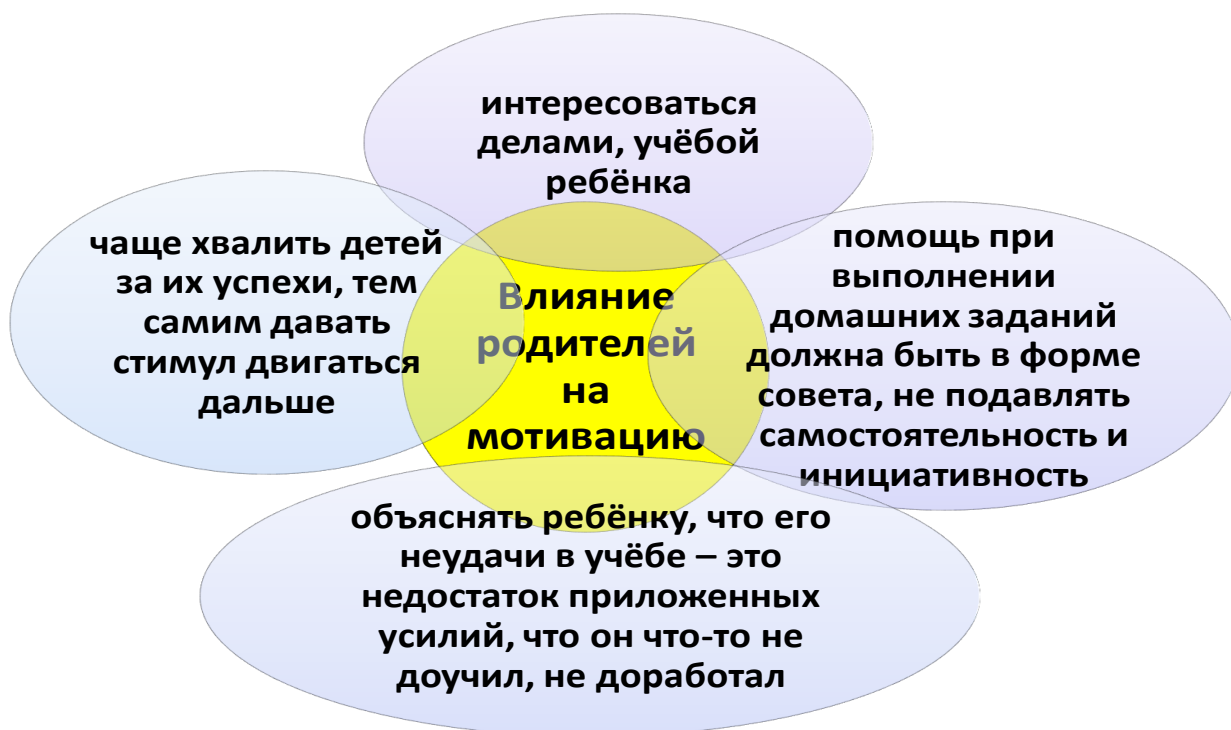 интересоваться
делами, учёбой
ребёнка
чаще хвалить детей
за их успехи, тем
самим давать
стимул двигаться
дальше
Влияние
родителей
на
мотивацию
помощь при
выполнении
домашних заданий
должна быть в форме
совета, не подавлять
самостоятельность и
инициативность
объяснять ребёнку, что его
неудачи в учёбе – это
недостаток приложенных
усилий, что он что-то не
доучил, не доработал